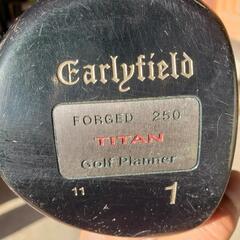 Earlyfield
FORGED 250
TITAN
Golf Planner
11 1